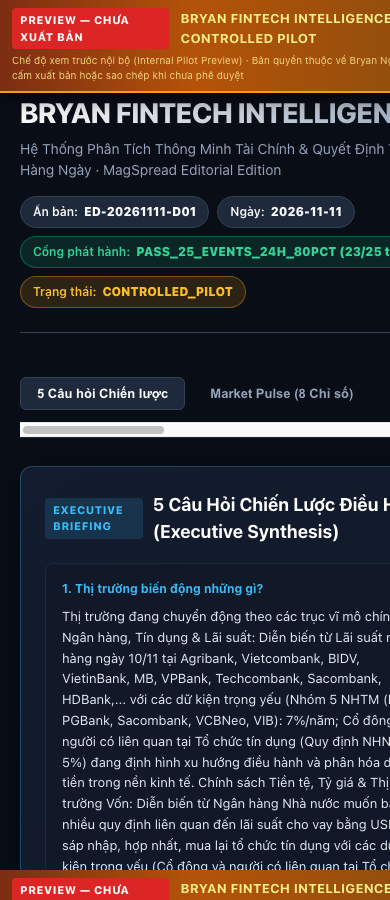 PREVIEW — CHƯA
XUẤT BẢN
BRYAN FINTECH INTELLIGENCE
CONTROLLED PILOT
Chế độ xem trước nội bộ (Internal Pilot Preview) · Bản quyền thuộc về Bryan
cấm xuất bản hoặc sao chép khi chưa phê duyệt
BRYAN FINTECH
Hệ Thống Phân Tích Thông Minh Tài Chính & Quyết Định
Hàng Ngày · MagSpread Editorial Edition
Ấn bản: ED-20261111-D01
Ngày: 2026-11-11
Cổng phát hành: PASS_25_EVENTS_24H_80PCT (23/25
Trạng thái: CONTROLLED_PILOT
5 Câu hỏi Chiến lược
Market Pulse (8 Chỉ số)
EXECUTIVE
BRIEFING
5 Câu Hỏi Chiến Lược Điều
(Executive Synthesis)
1. Thị trường biến động những gì?
Thị trường đang chuyển động theo các trục vĩ mô
Ngân hàng, Tín dụng & Lãi suất: Diễn biến từ Lãi suất
hàng ngày 10/11 tại Agribank, Vietcombank, BIDV,
VietinBank, MB, VPBank, Techcombank, Sacombank,
HDBank,... với các dữ kiện trọng yếu (Nhóm 5 NHTM
PGBank, Sacombank, VCBNeo, VIB): 7%/năm; Cổ đông
người có liên quan tại Tổ chức tín dụng (Quy định
5%) đang định hình xu hướng điều hành và phân hóa
tiền trong nền kinh tế. Chính sách Tiền tệ, Tỷ giá &
trường Vốn: Diễn biến từ Ngân hàng Nhà nước muốn
nhiều quy định liên quan đến lãi suất cho vay bằng
sáp nhập, hợp nhất, mua lại tổ chức tín dụng với các
kiện trọng yếu (Cổ đông và người có liên quan tại Tổ
PREVIEW — CHƯA
BRYAN FINTECH INTELLIGENCE